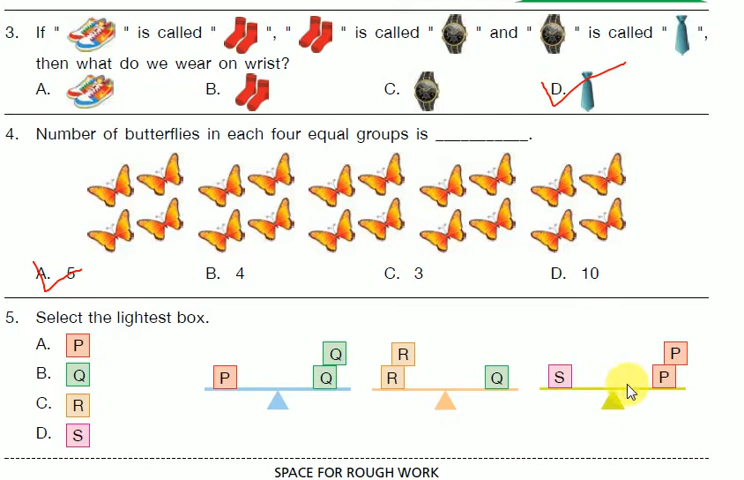 3. If " " is called " ", " " is called " " and " " is called " ",
then what do we wear on wrist?
A. B. C. D.
4. Number of butterflies in each four equal groups is ___________.
A. 5 B. 4 C. 3 D. 10
5. Select the lightest box.
A. P
B. Q
C. R
D. S
Q R P
P Q R Q S P
SPACE FOR ROUGH WORK